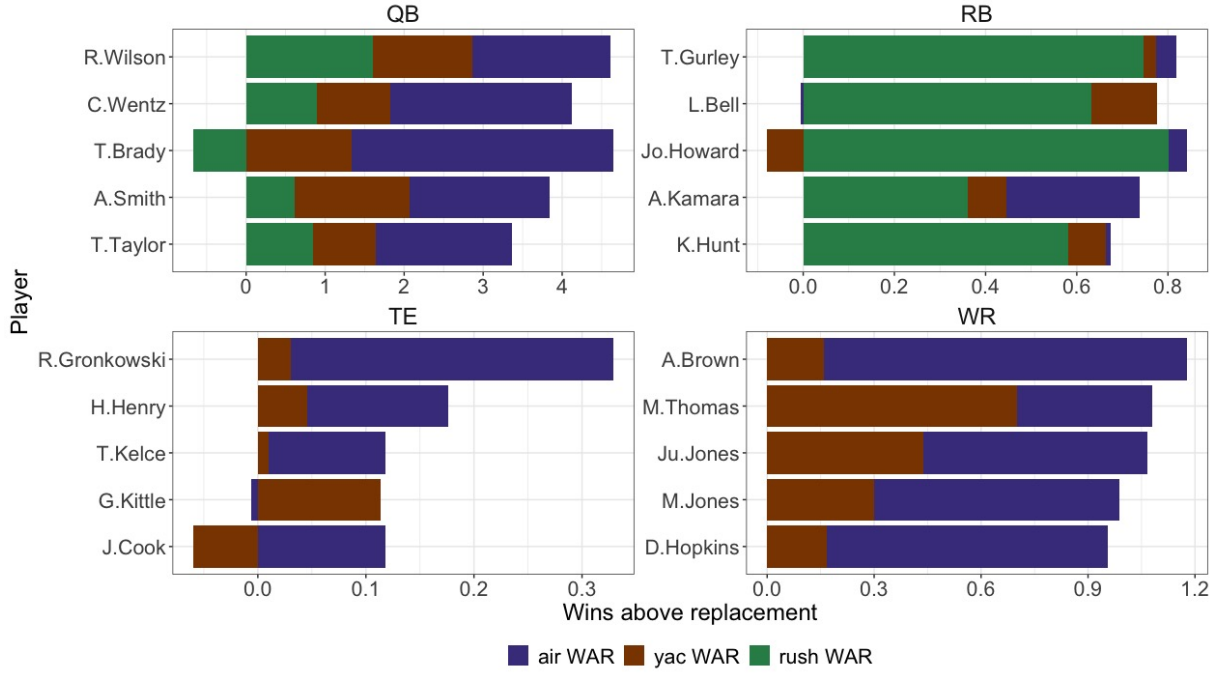 QB
R.Wilson
C.Wentz
T.Brady
A.Smith
T.Taylor
0 1 2 3 4
RB
T.Gurley
L.Bell
Jo.Howard
A.Kamara
K.Hunt
0.0 0.2 0.4 0.6 0.8
Player
TE
R.Gronkowski
H.Henry
T.Kelce
G.Kittle
J.Cook
0.0 0.1 0.2 0.3
WR
A.Brown
M.Thomas
Ju.Jones
M.Jones
D.Hopkins
0.0 0.3 0.6 0.9 1.2
Wins above replacement
air WAR yac WAR rush WAR